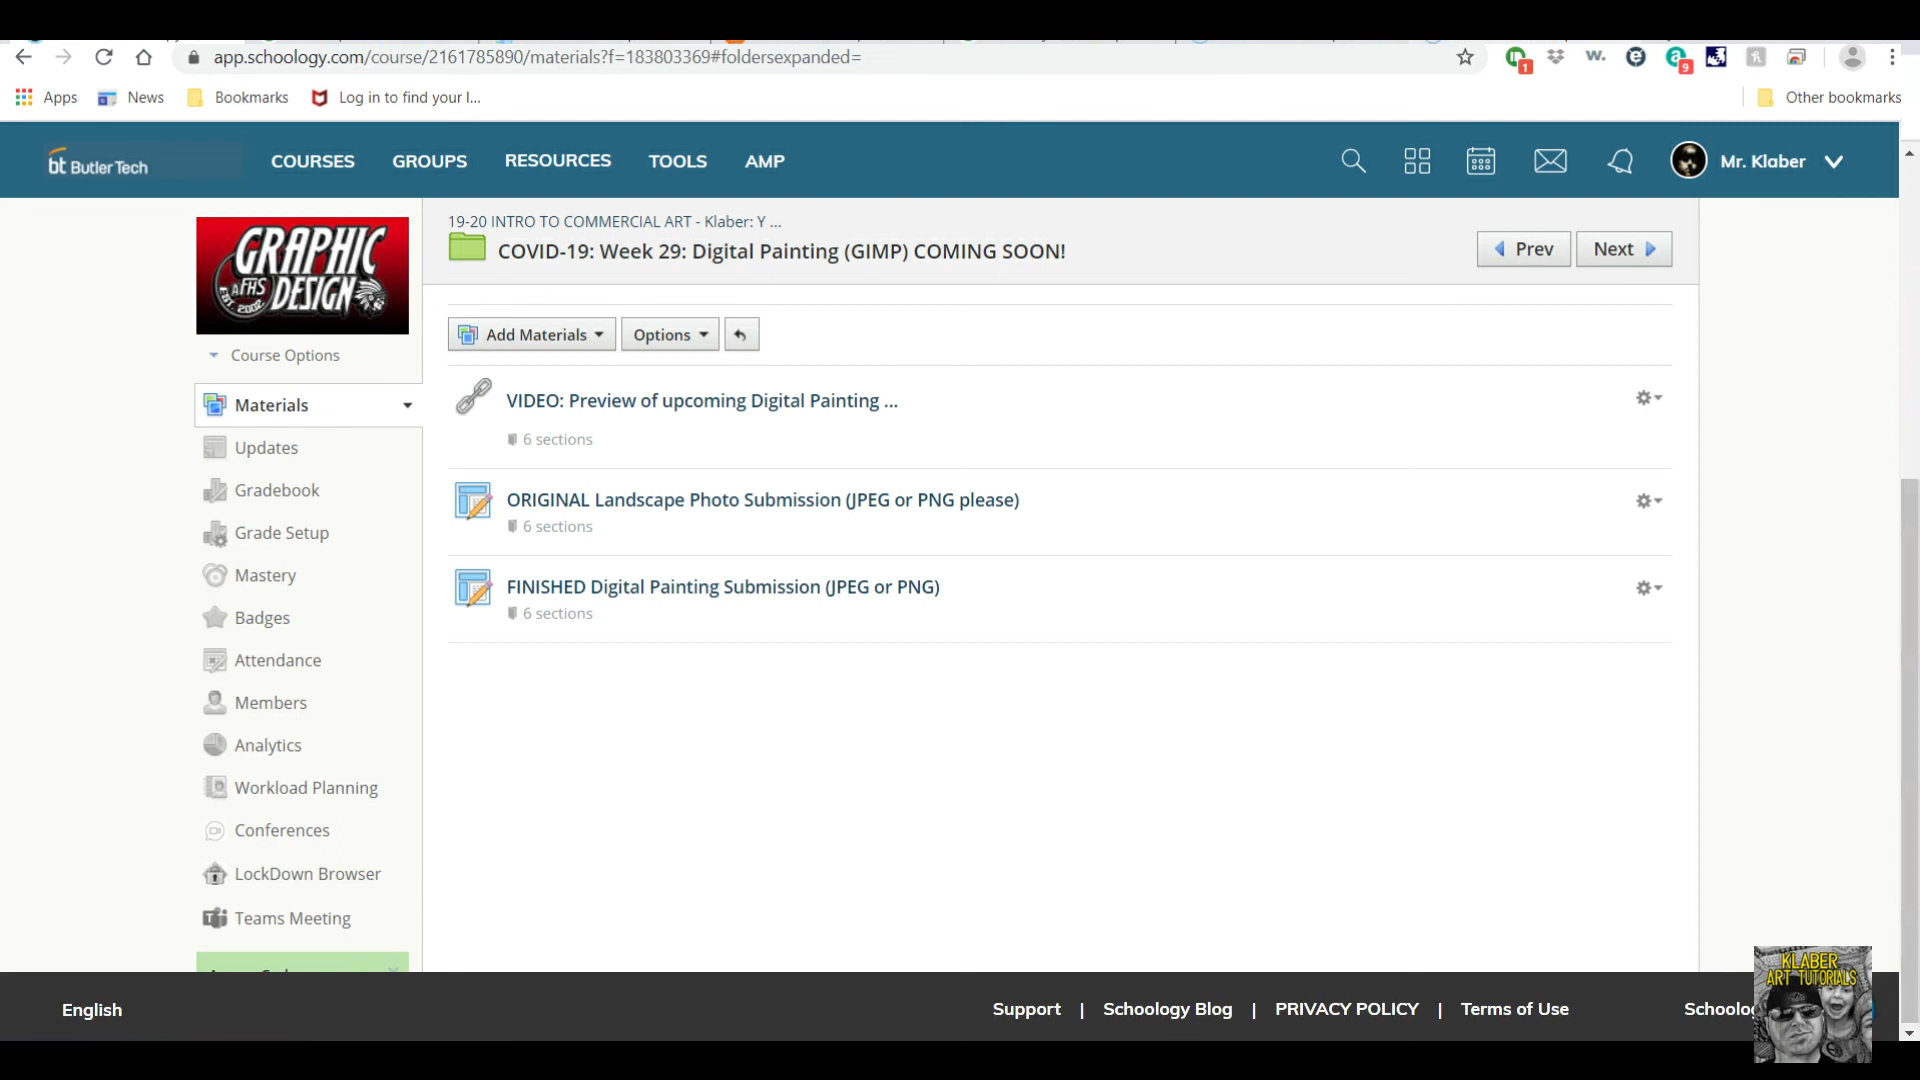 app.schoology.com/course/2161785890/materials?f=183803369#foldersexpanded=
1
9
Apps
News
Bookmarks
Log in to find your l...
Other bookmarks
bt Butler Tech
COURSES
GROUPS
RESOURCES
TOOLS
AMP
Mr. Klaber
GRAPHIC
AFHS
DESIGN
EST. 2002
Course Options
Materials
Updates
Gradebook
Grade Setup
Mastery
Badges
Attendance
Members
Analytics
Workload Planning
Conferences
LockDown Browser
Teams Meeting
19-20 INTRO TO COMMERCIAL ART - Klaber: Y ...
COVID-19: Week 29: Digital Painting (GIMP) COMING SOON!
Prev
Next
Add Materials
Options
VIDEO: Preview of upcoming Digital Painting ...
6 sections
ORIGINAL Landscape Photo Submission (JPEG or PNG please)
6 sections
FINISHED Digital Painting Submission (JPEG or PNG)
6 sections
English
Support | Schoology Blog | PRIVACY POLICY | Terms of Use
Schoolo
KLABER
ART TUTORIALS